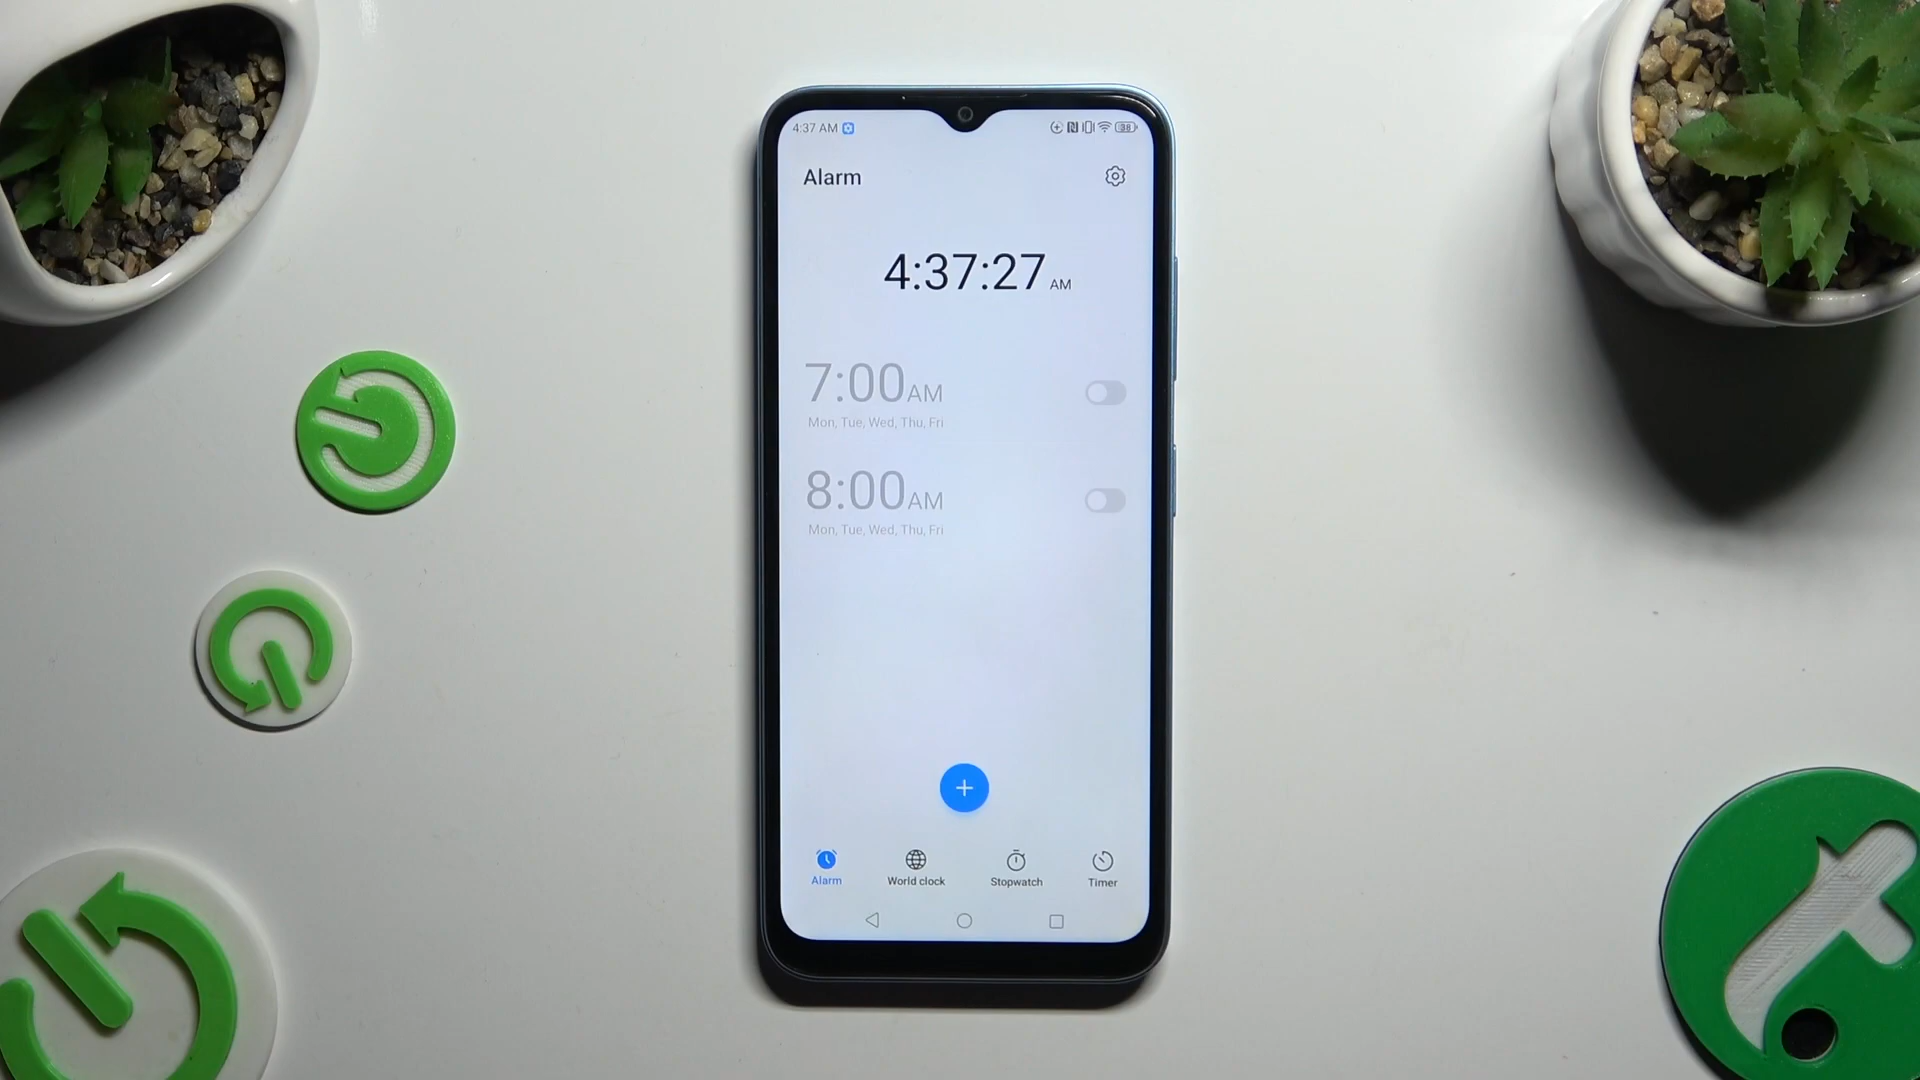 4:37 AM
38
Alarm
4:37:27 AM
7:00AM
Mon, Tue, Wed, Thu, Fri
8:00AM
Mon, Tue, Wed, Thu, Fri
+
Alarm World clock Stopwatch Timer